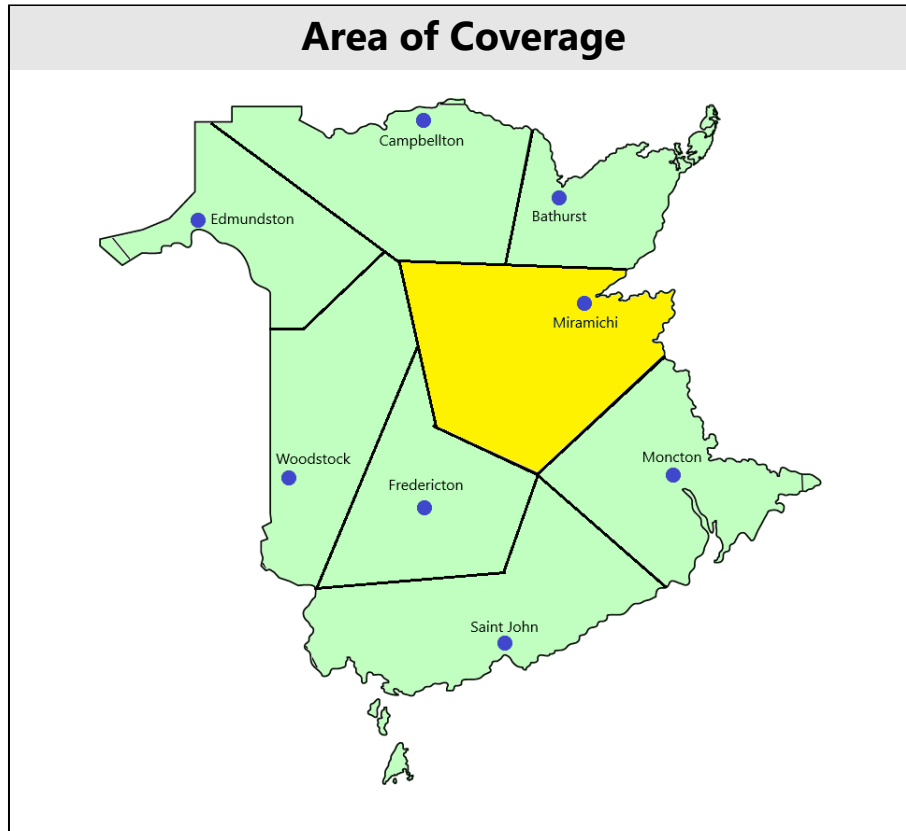 Area of Coverage
Campbellton
Bathurst
Edmundston
Miramichi
Woodstock
Moncton
Fredericton
Saint John